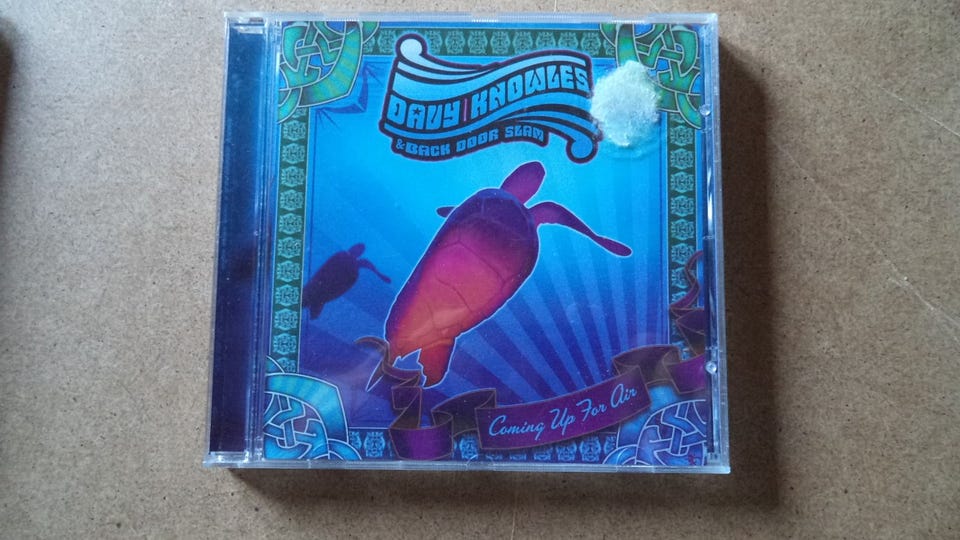 DAVY KNOWLES
& BACK DOOR SLAM
Coming Up For Air